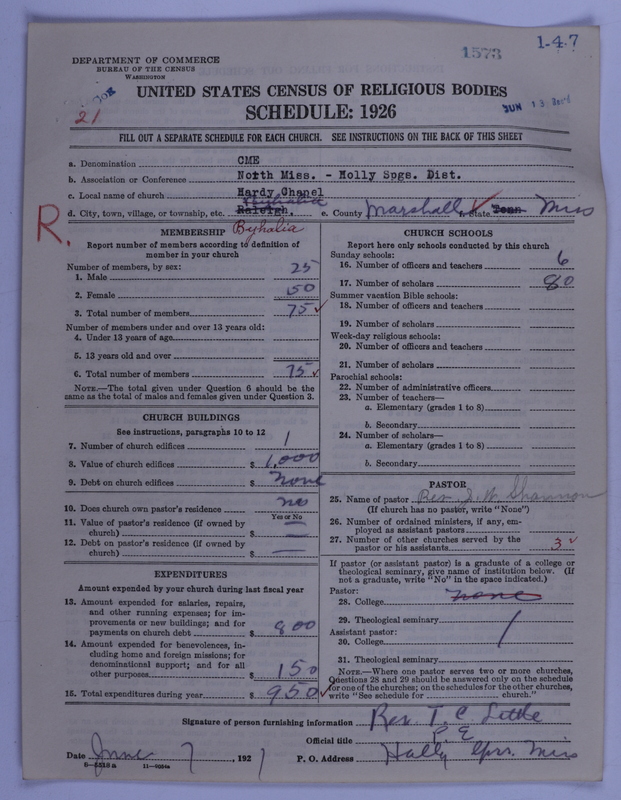 1573
1-4-7
DEPARTMENT OF COMMERCE
BUREAU OF THE CENSUS
WASHINGTON
21
UNITED STATES CENSUS OF RELIGIOUS BODIES
SCHEDULE: 1926
JUN 13
FILL OUT A SEPARATE SCHEDULE FOR EACH CHURCH. SEE INSTRUCTIONS ON THE BACK OF THIS SHEET
a. Denomination CME
b. Association or Conference North Miss. - Holly Spgs. Dist.
c. Local name of church Hardy Chapel
Byhalia
d. City, town, village, or township, etc. Raleigh. e. County Marshall f. State Tenn Miss
R.
Byhalia
MEMBERSHIP
Report number of members according to definition of
member in your church
Number of members, by sex:
1. Male 25
2. Female 50
3. Total number of members 75
Number of members under and over 13 years old:
4. Under 13 years of age
5. 13 years old and over
6. Total number of members 75
NOTE.—The total given under Question 6 should be
same as the total of males and females given under Question 3.
CHURCH BUILDINGS
See instructions, paragraphs 10 to 12
7. Number of church edifices 1
8. Value of church edifices $ 1,000
9. Debt on church edifices $ none
10. Does church own pastor's residence no
Yes or No
11. Value of pastor's residence (if owned by
church) $ —
12. Debt on pastor's residence (if owned by
church) $ —
EXPENDITURES
Amount expended by your church during last fiscal year
13. Amount expended for salaries, repairs,
and other running expenses; for im-
provements or new buildings; and for
payments on church debt $ 800
14. Amount expended for benevolences, in-
cluding home and foreign missions; for
denominational support; and for all
other purposes $ 150
15. Total expenditures during year $ 950
CHURCH SCHOOLS
Report here only schools conducted by this church
Sunday schools:
16. Number of officers and teachers 6
17. Number of scholars 80
Summer vacation Bible schools:
18. Number of officers and teachers
19. Number of scholars
Week-day religious schools:
20. Number of officers and teachers
21. Number of scholars
Parochial schools:
22. Number of administrative officers
23. Number of teachers—
a. Elementary (grades 1 to 8)
b. Secondary
24. Number of scholars—
a. Elementary (grades 1 to 8)
b. Secondary
PASTOR
25. Name of pastor Rev. J. W. Shannon
(If church has no pastor, write "None")
26. Number of ordained ministers, if any, em-
ployed as assistant pastors
27. Number of other churches served by the
pastor or his assistants 3
If pastor (or assistant pastor) is a graduate of a college or
theological seminary, give name of institution below. (If
not a graduate, write "No" in the space indicated.)
Pastor:
28. College none
29. Theological seminary
Assistant pastor:
30. College
31. Theological seminary
NOTE.—Where one pastor serves two or more churches,
Questions 28 and 29 should be answered only on the schedule
for one of the churches; on the schedules for the other churches,
write "See schedule for church."
Signature of person furnishing information Rev. T. C. Little
Official title P E
Date June 7, 1927 P. O. Address Holly Sprs. Miss